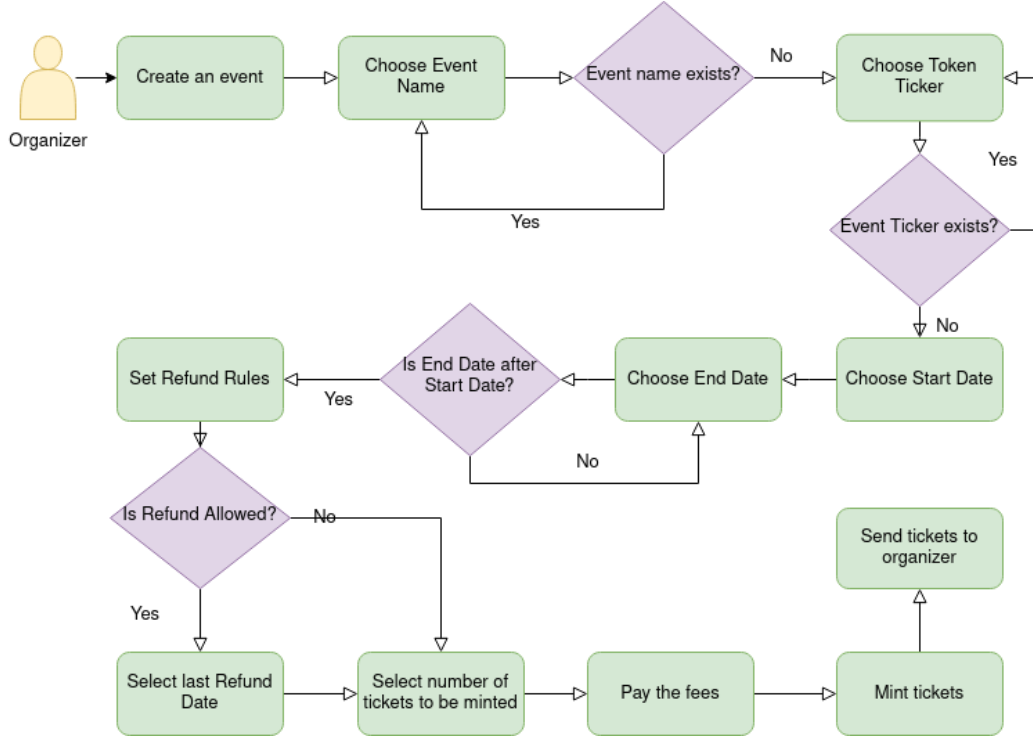 Create an event
Choose Event
Name
Event name exists?
No
Choose Token
Ticker
Organizer
Yes
Yes
Event Ticker exists?
No
Set Refund Rules
Yes
Is End Date after
Start Date?
Choose End Date
Choose Start Date
No
Is Refund Allowed?
No
Send tickets to
organizer
Yes
Select last Refund
Date
Select number of
tickets to be minted
Pay the fees
Mint tickets